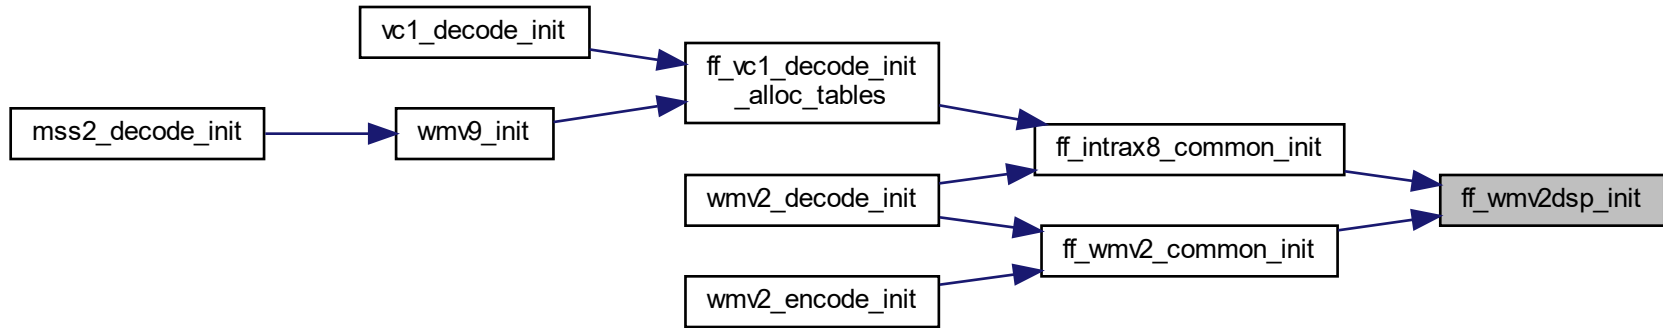 vc1_decode_init
ff_vc1_decode_init
_alloc_tables
mss2_decode_init
wmv9_init
ff_intrax8_common_init
wmv2_decode_init
ff_wmv2dsp_init
ff_wmv2_common_init
wmv2_encode_init